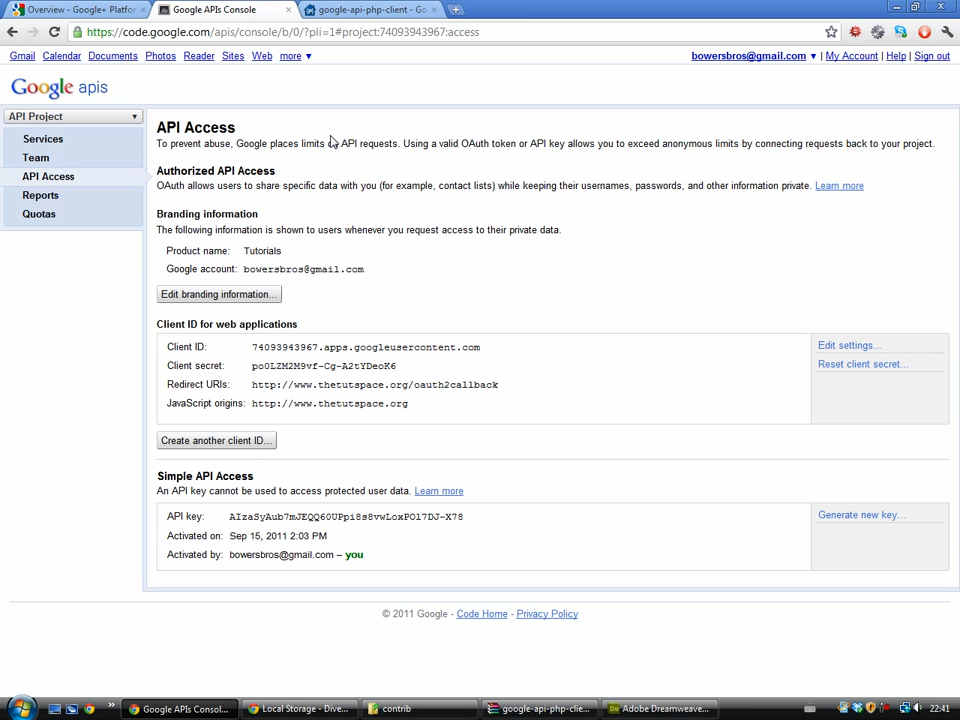 Overview - Google+ Platfor
Google APIs Console
google-api-php-client - Go
https://code.google.com/apis/console/b/0/?pli=1#project:74093943967:access
Gmail Calendar Documents Photos Reader Sites Web more ▼
bowersbros@gmail.com ▼ | My Account | Help | Sign out
Google apis
API Project
Services
Team
API Access
Reports
Quotas
API Access
To prevent abuse, Google places limits on API requests. Using a valid OAuth token or API key allows you to exceed anonymous limits by connecting requests back to your project.
Authorized API Access
OAuth allows users to share specific data with you (for example, contact lists) while keeping their usernames, passwords, and other information private. Learn more
Branding information
The following information is shown to users whenever you request access to their private data.
Product name: Tutorials
Google account: bowersbros@gmail.com
Edit branding information...
Client ID for web applications
Client ID: 74093943967.apps.googleusercontent.com
Client secret: po0LZM2M9vf-Cg-A2tYDeoK6
Redirect URIs: http://www.thetutspace.org/oauth2callback
JavaScript origins: http://www.thetutspace.org
Edit settings...
Reset client secret...
Create another client ID...
Simple API Access
An API key cannot be used to access protected user data. Learn more
API key: AIzaSyAub7mJEQQ60UPpi8s8vwLoxPOl7DJ-X78
Activated on: Sep 15, 2011 2:03 PM
Activated by: bowersbros@gmail.com – you
Generate new key...
© 2011 Google - Code Home - Privacy Policy
Google APIs Consol...
Local Storage - Dive...
contrib
google-api-php-clie...
Adobe Dreamweave...
22:41